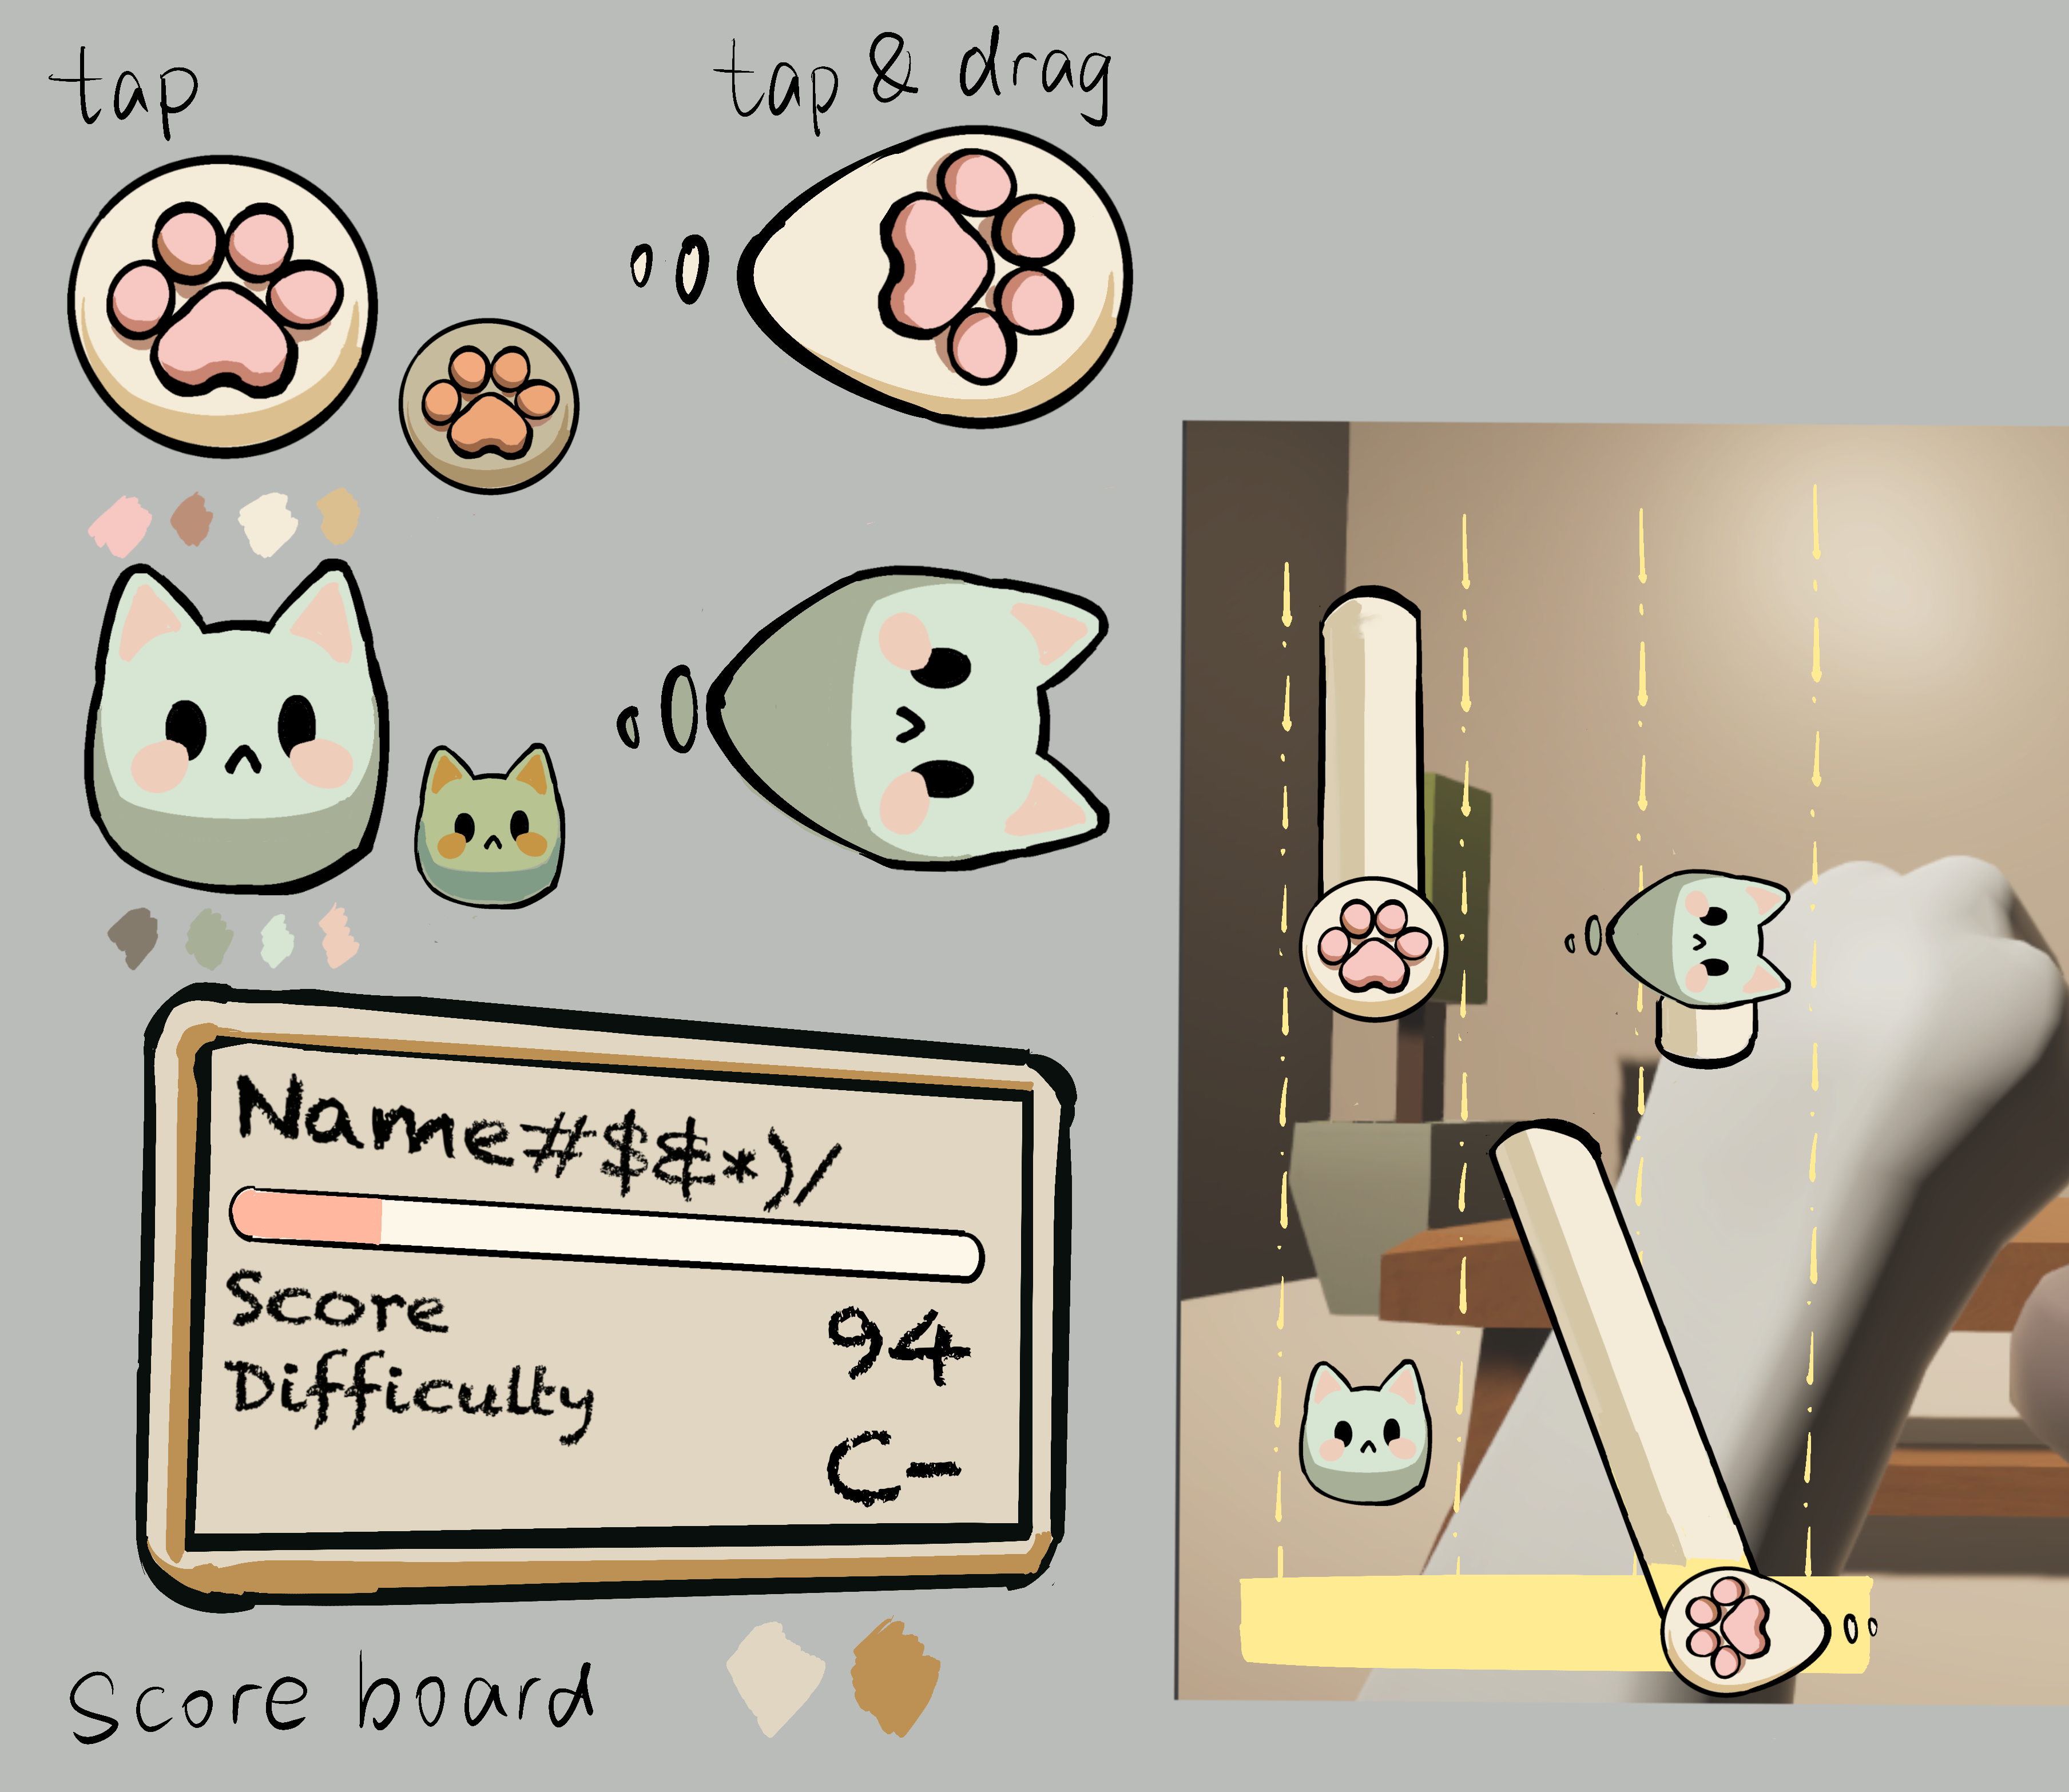 tap
tap & drag
Name#$&*)/
Score 94
Difficulty
C-
Score board